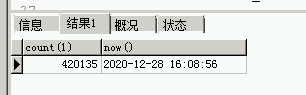 信息 结果1 概况 状态
count(1) now()
420135 2020-12-28 16:08:56